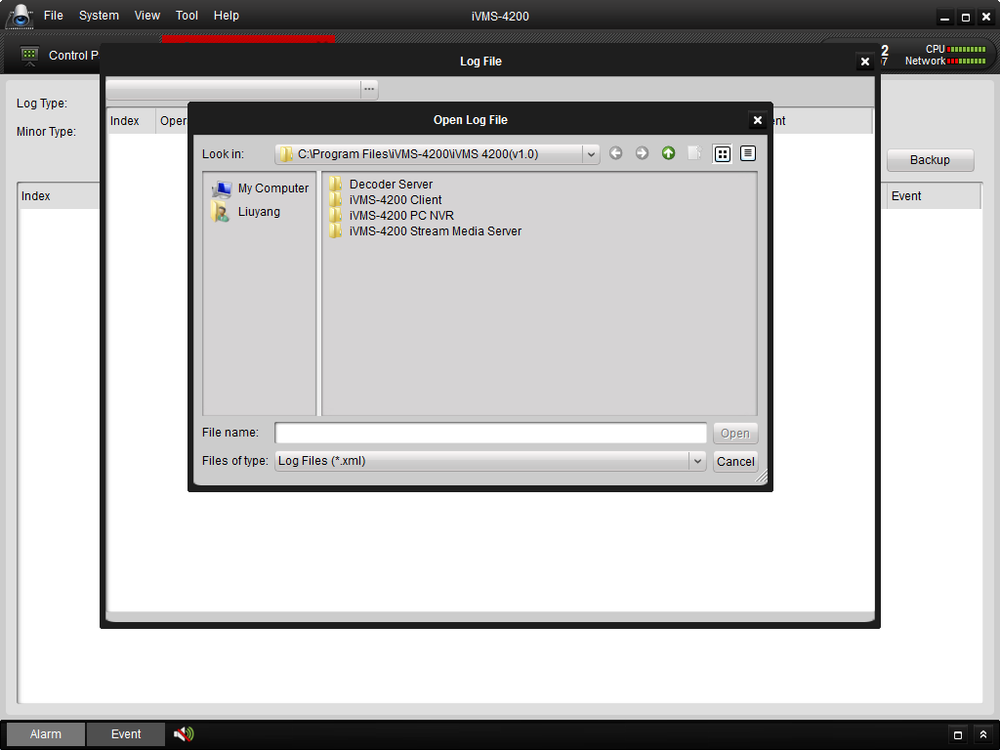 File System View Tool Help iVMS-4200
Control P
CPU
Network
Log File
Log Type:
Minor Type:
Index Oper
Open Log File
Look in: C:\Program Files\iVMS-4200\iVMS 4200(v1.0)
Backup
My Computer
Liuyang
Decoder Server
iVMS-4200 Client
iVMS-4200 PC NVR
iVMS-4200 Stream Media Server
Index
Event
File name:
Open
Files of type: Log Files (*.xml)
Cancel
Alarm Event